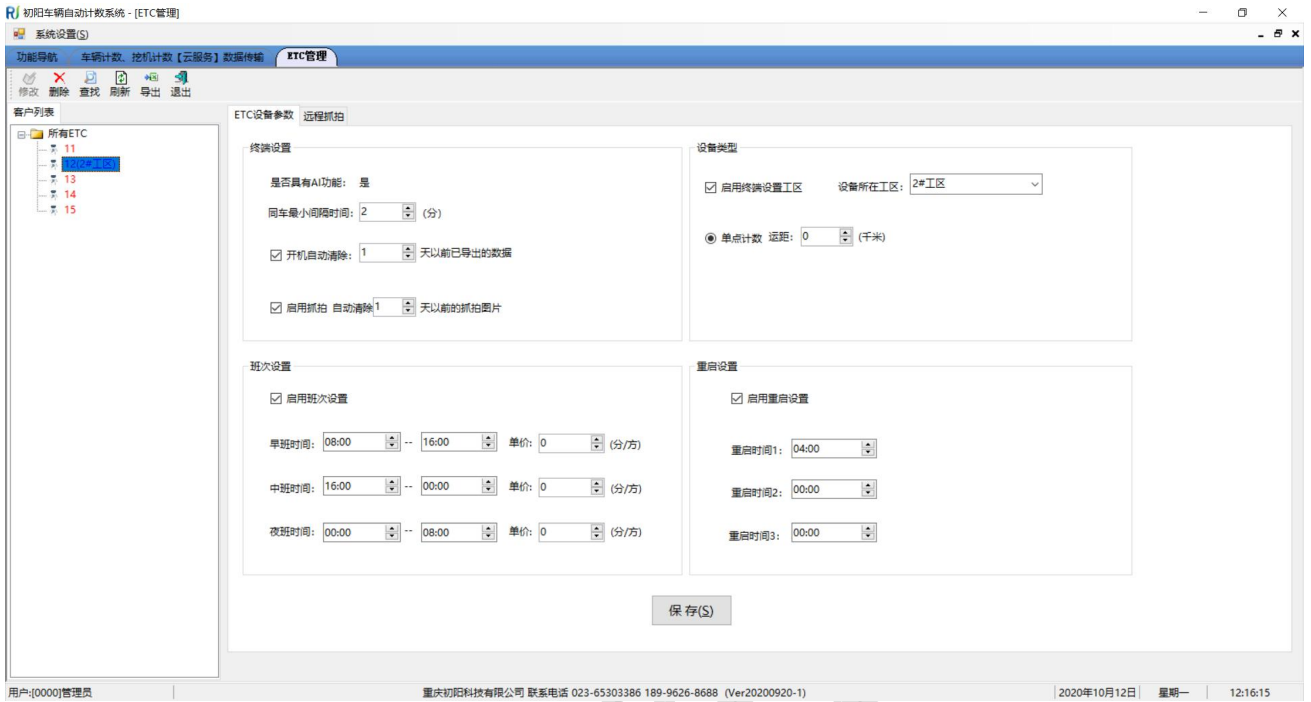 初阳车辆自动计数系统 - [ETC管理]
系统设置(S)
功能导航 车辆计数、挖机计数【云服务】数据传输 ETC管理
修改 删除 查找 刷新 导出 退出
客户列表
所有ETC
11
12(2#工区)
13
14
15
ETC设备参数 远程抓拍
终端设置
是否具有AI功能: 是
同车最小间隔时间: 2 (分)
开机自动清除: 1 天以前已导出的数据
启用抓拍 自动清除 1 天以前的抓拍图片
设备类型
启用终端设置工区 设备所在工区: 2#工区
单点计数 运距: 0 (千米)
班次设置
启用班次设置
早班时间: 08:00 -- 16:00 单价: 0 (分/方)
中班时间: 16:00 -- 00:00 单价: 0 (分/方)
夜班时间: 00:00 -- 08:00 单价: 0 (分/方)
重启设置
启用重启设置
重启时间1: 04:00
重启时间2: 00:00
重启时间3: 00:00
保存(S)
用户:[0000]管理员 重庆初阳科技有限公司 联系电话 023-65303386 189-9626-8688 (Ver20200920-1) 2020年10月12日 星期一 12:16:15